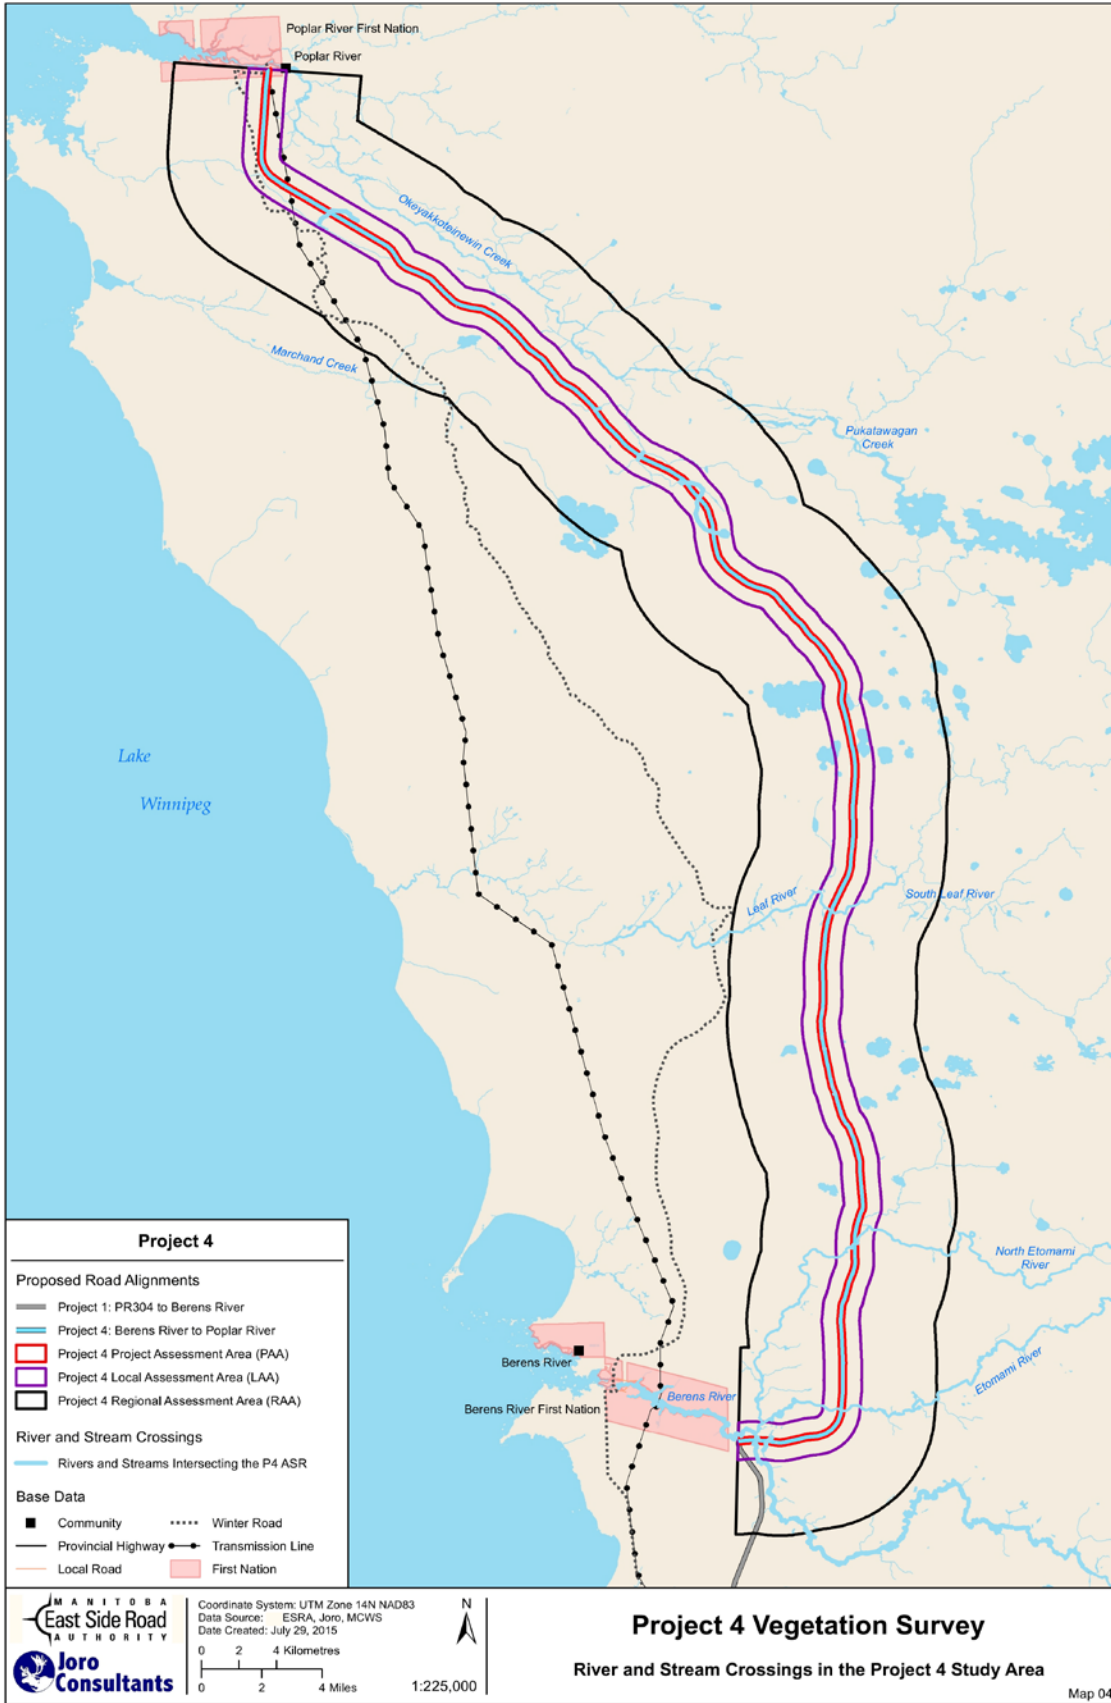 Poplar River First Nation
Poplar River
Okeyakkoteinewin Creek
Marchand Creek
Pukatawagan
Creek
Lake
Winnipeg
Leaf River
South Leaf River
North Etomami
River
Etomami River
Berens River
Berens River
Berens River First Nation
Project 4
Proposed Road Alignments
Project 1: PR304 to Berens River
Project 4: Berens River to Poplar River
Project 4 Project Assessment Area (PAA)
Project 4 Local Assessment Area (LAA)
Project 4 Regional Assessment Area (RAA)
River and Stream Crossings
Rivers and Streams Intersecting the P4 ASR
Base Data
Community
Winter Road
Provincial Highway
Transmission Line
Local Road
First Nation
MANITOBA
East Side Road
AUTHORITY
Joro
Consultants
Coordinate System: UTM Zone 14N NAD83
Data Source: ESRA, Joro, MCWS
Date Created: July 29, 2015
0 2 4 Kilometres
0 2 4 Miles
1:225,000
N
Project 4 Vegetation Survey
River and Stream Crossings in the Project 4 Study Area
Map 04